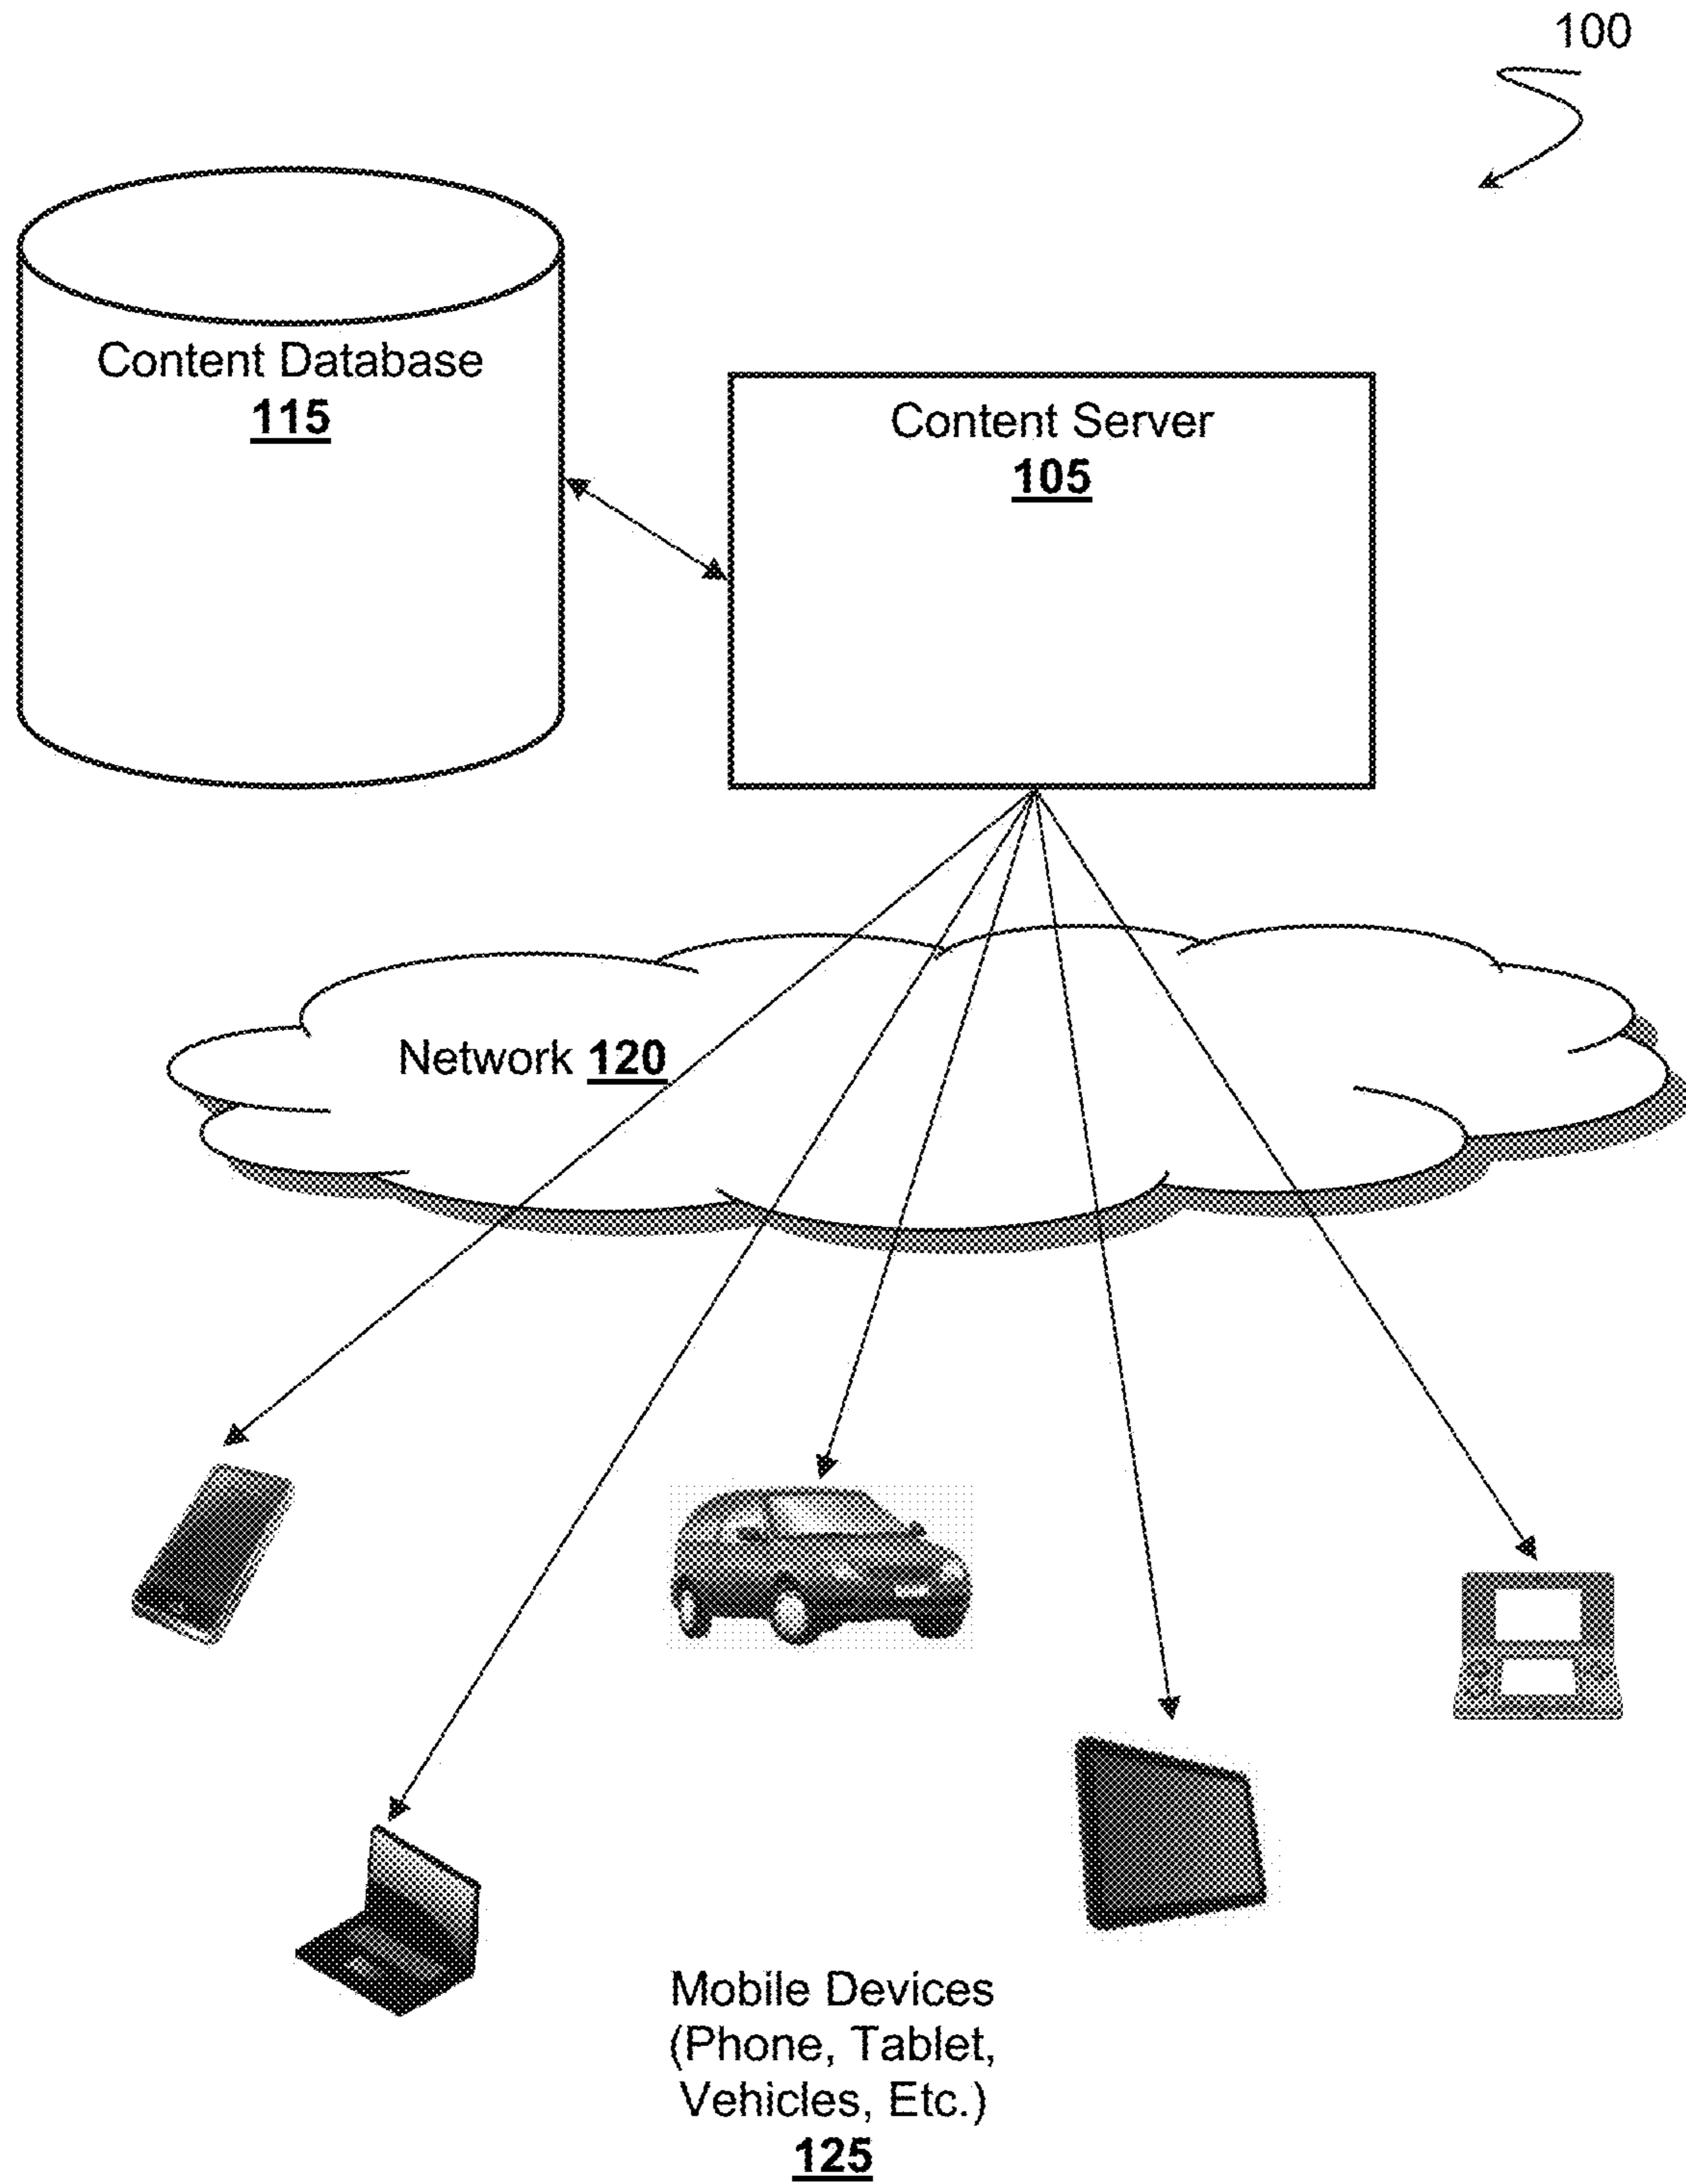 100
Content Database
115
Content Server
105
Network 120
Mobile Devices
(Phone, Tablet,
Vehicles, Etc.)
125